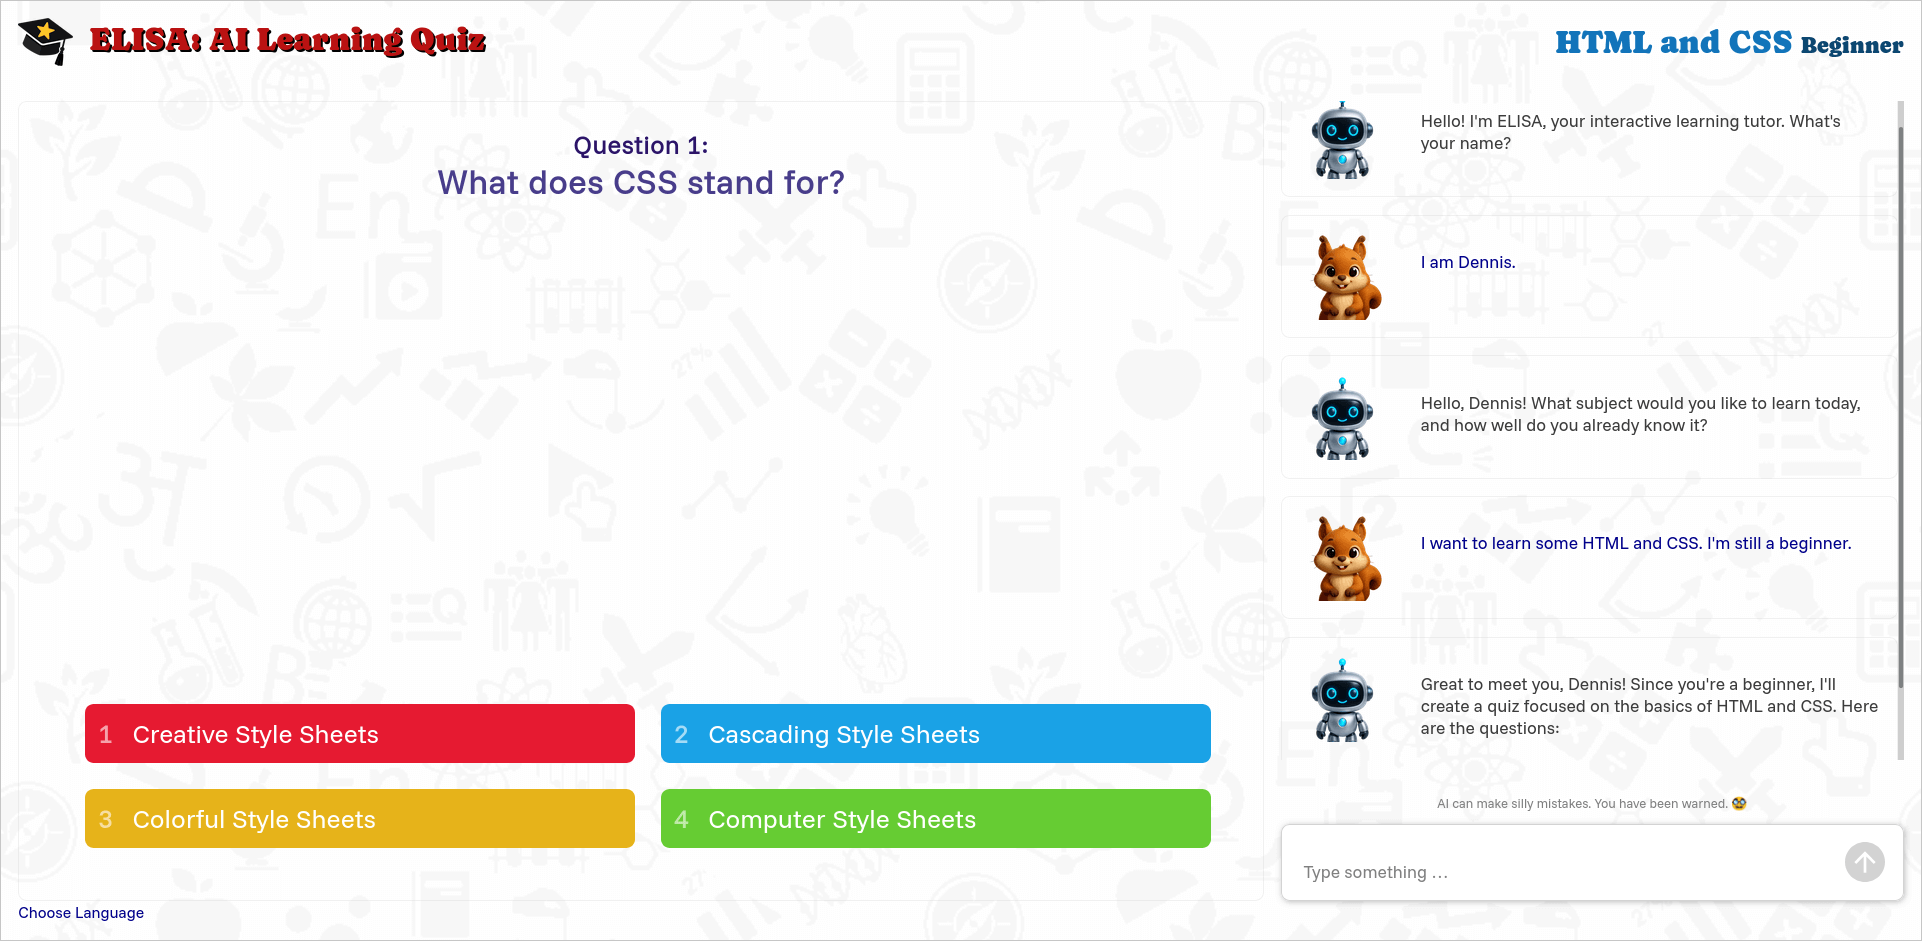 ELISA: AI Learning Quiz
HTML and CSS Beginner
Question 1:
What does CSS stand for?
1 Creative Style Sheets
2 Cascading Style Sheets
3 Colorful Style Sheets
4 Computer Style Sheets
Choose Language
Hello! I'm ELISA, your interactive learning tutor. What's
your name?
I am Dennis.
Hello, Dennis! What subject would you like to learn today,
and how well do you already know it?
I want to learn some HTML and CSS. I'm still a beginner.
Great to meet you, Dennis! Since you're a beginner, I'll
create a quiz focused on the basics of HTML and CSS. Here
are the questions:
AI can make silly mistakes. You have been warned.
Type something …